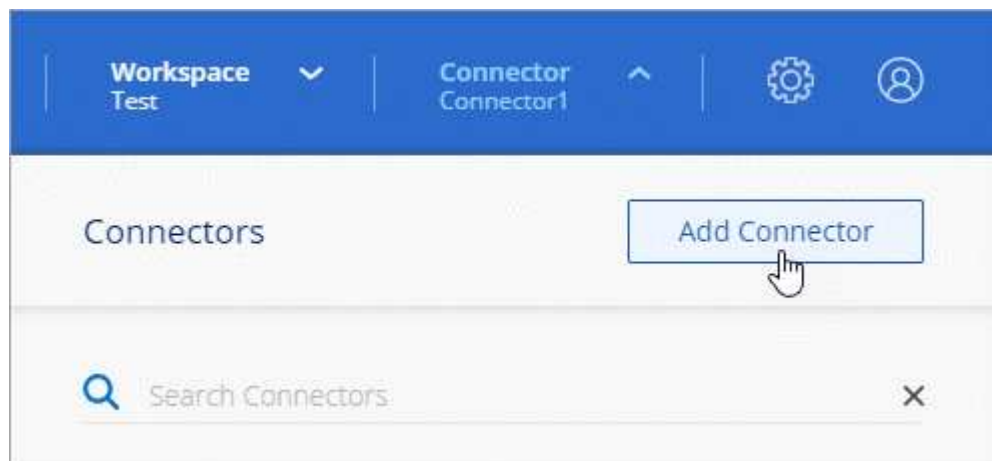 Workspace
Test
Connector
Connector1
Connectors
Add Connector
Search Connectors